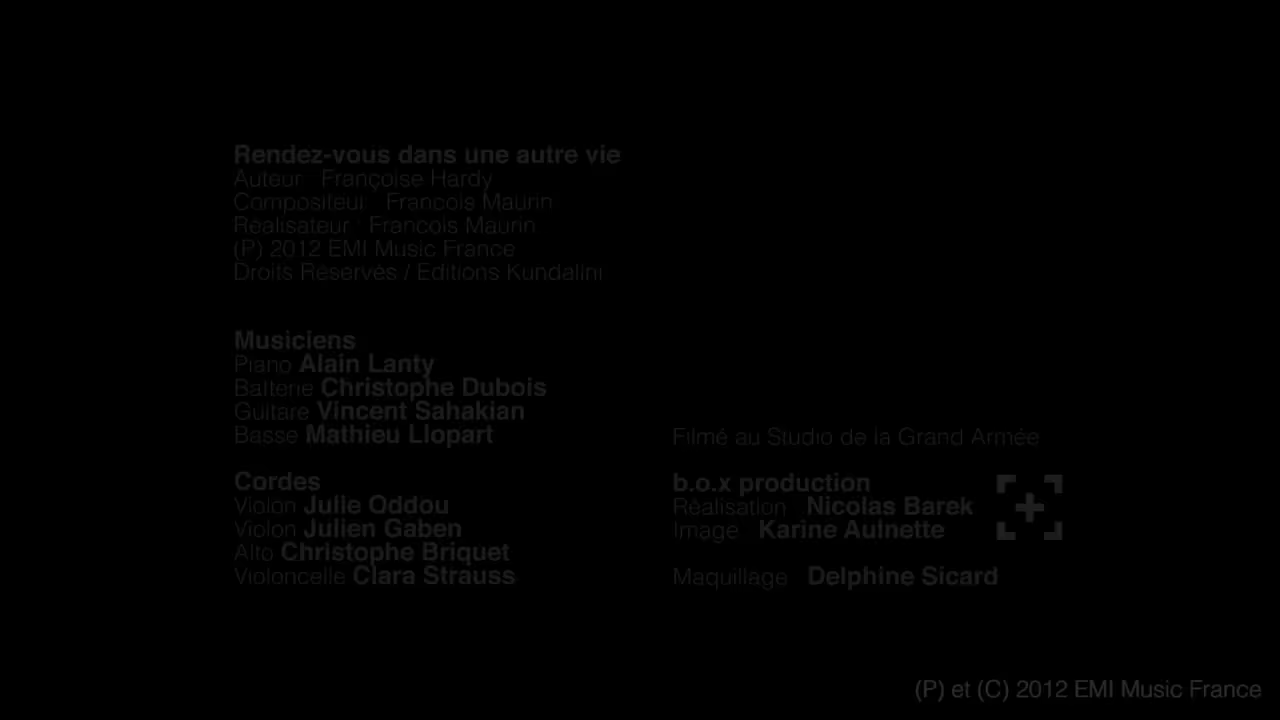 Rendez-vous dans une autre vie
Auteur : Françoise Hardy
Compositeur : Francois Maurin
Réalisateur : Francois Maurin
(P) 2012 EMI Music France
Droits Réservés / Editions Kundalini
Musiciens
Piano Alain Lanty
Batterie Christophe Dubois
Guitare Vincent Sahakian
Basse Mathieu Llopart
Cordes
Violon Julie Oddou
Violon Julien Gaben
Alto Christophe Briquet
Violoncelle Clara Strauss
Filmé au Studio de la Grand Armée
b.o.x production
Réalisation : Nicolas Barek
Image : Karine Aulnette
Maquillage : Delphine Sicard
(P) et (C) 2012 EMI Music France